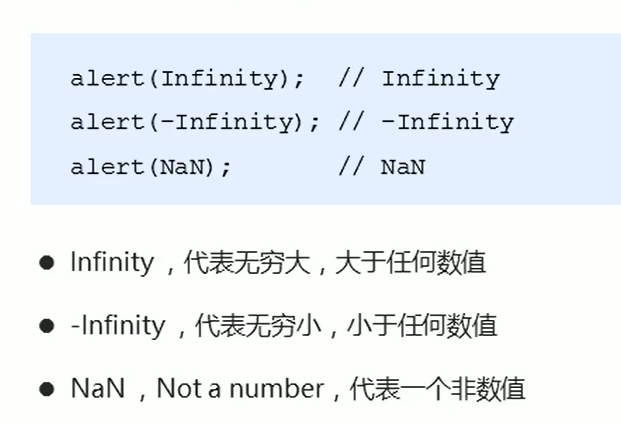 alert(Infinity);  // Infinity
alert(-Infinity); // -Infinity
alert(NaN);       // NaN
● Infinity ，代表无穷大，大于任何数值
● -Infinity ，代表无穷小，小于任何数值
● NaN ，Not a number，代表一个非数值